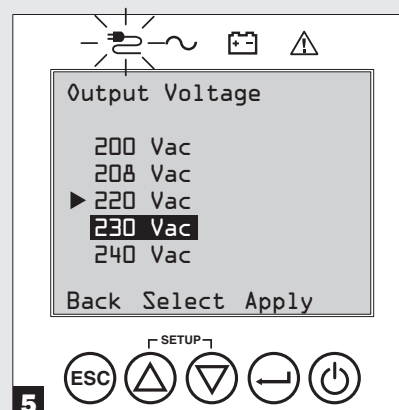 Output Voltage
200 Vac
208 Vac
220 Vac
230 Vac
240 Vac
Back Select Apply
SETUP
ESC
5